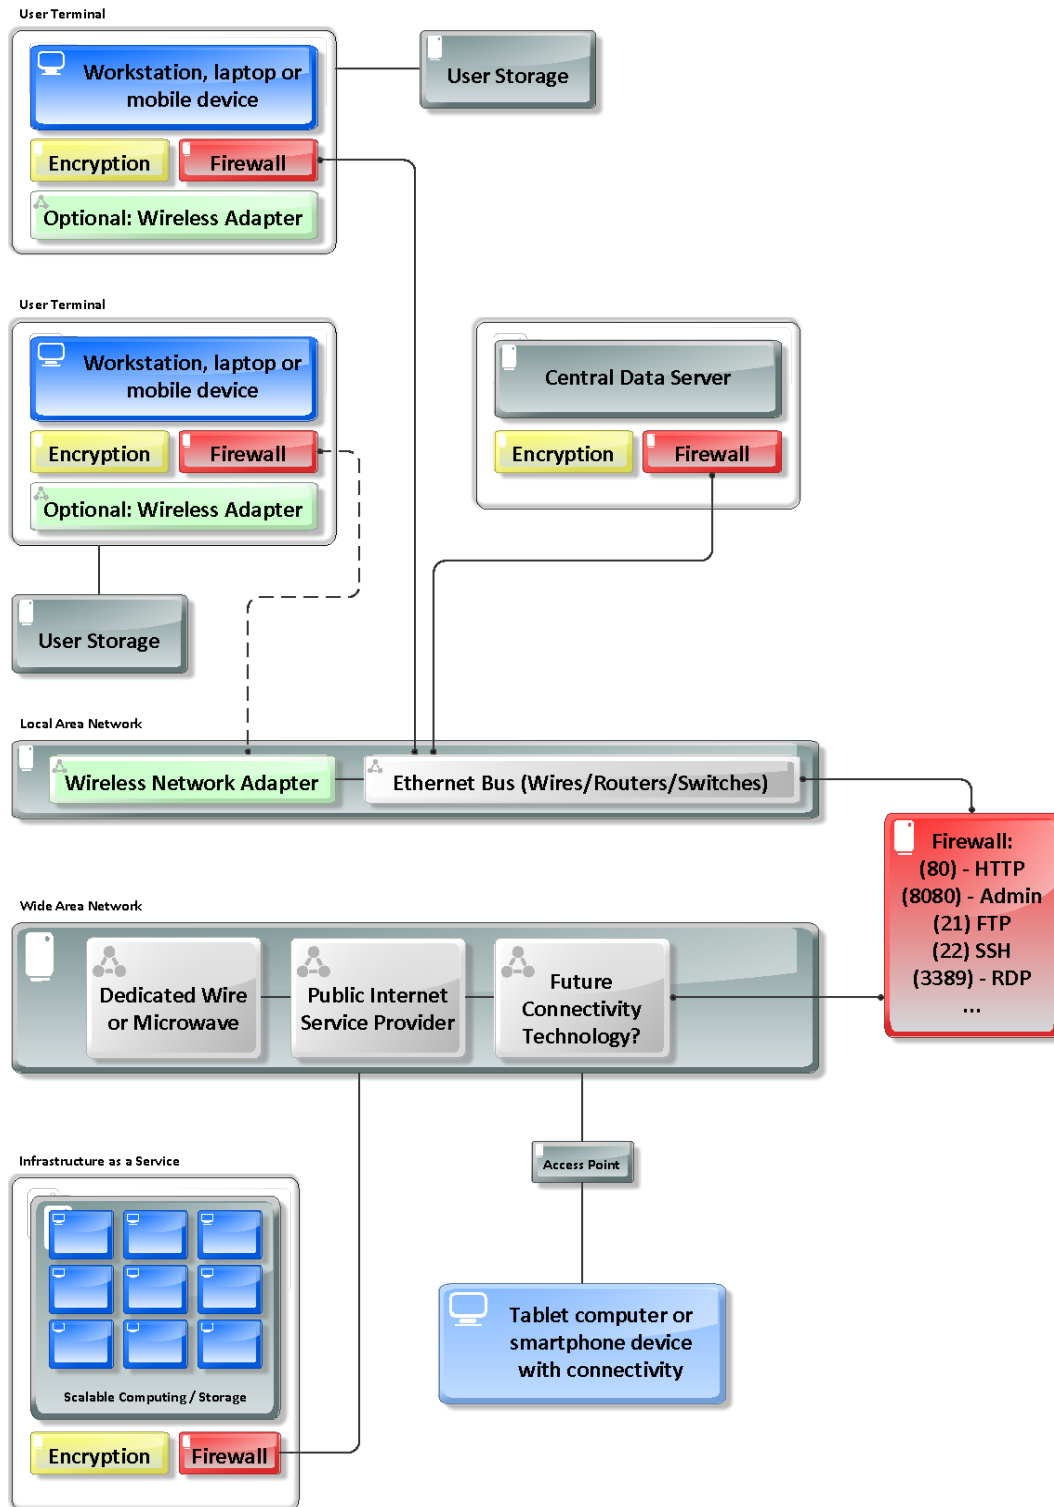 User Terminal
Workstation, laptop or
mobile device
User Storage
Encryption
Firewall
Optional: Wireless Adapter
User Terminal
Workstation, laptop or
mobile device
Encryption
Firewall
Optional: Wireless Adapter
Central Data Server
Encryption
Firewall
User Storage
Local Area Network
Wireless Network Adapter
Ethernet Bus (Wires/Routers/Switches)
Firewall:
(80) - HTTP
(8080) - Admin
(21) FTP
(22) SSH
(3389) - RDP
...
Wide Area Network
Dedicated Wire
or Microwave
Public Internet
Service Provider
Future
Connectivity
Technology?
Access Point
Infrastructure as a Service
Scalable Computing / Storage
Encryption
Firewall
Tablet computer or
smartphone device
with connectivity